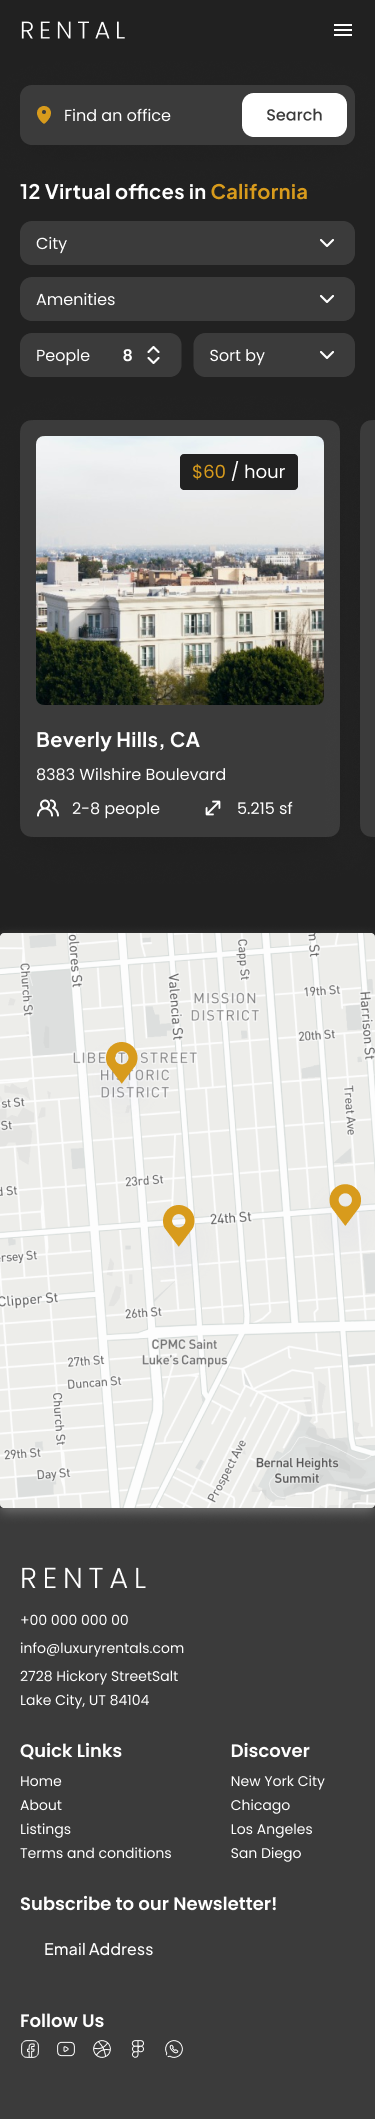 RENTAL
Find an office
Search
12 Virtual offices in California
City
Amenities
People 8
Sort by
$60 / hour
Beverly Hills, CA
8383 Wilshire Boulevard
2-8 people
5.215 sf
olores St
Church St
Valencia St
Capp St
n St
MISSION
DISTRICT
19th St
Harrison St
20th St
STREET
DISTRICT
Treat Ave
st St
St
23rd St
d St
24th St
ersey St
Clipper St
26th St
CPMC Saint
Luke's Campus
27th St
Duncan St
Church St
29th St
Day St
Prospect Ave
Bernal Heights
Summit
RENTAL
+00 000 000 00
info@luxuryrentals.com
2728 Hickory StreetSalt
Lake City, UT 84104
Quick Links
Home
About
Listings
Terms and conditions
Discover
New York City
Chicago
Los Angeles
San Diego
Subscribe to our Newsletter!
Email Address
Follow Us